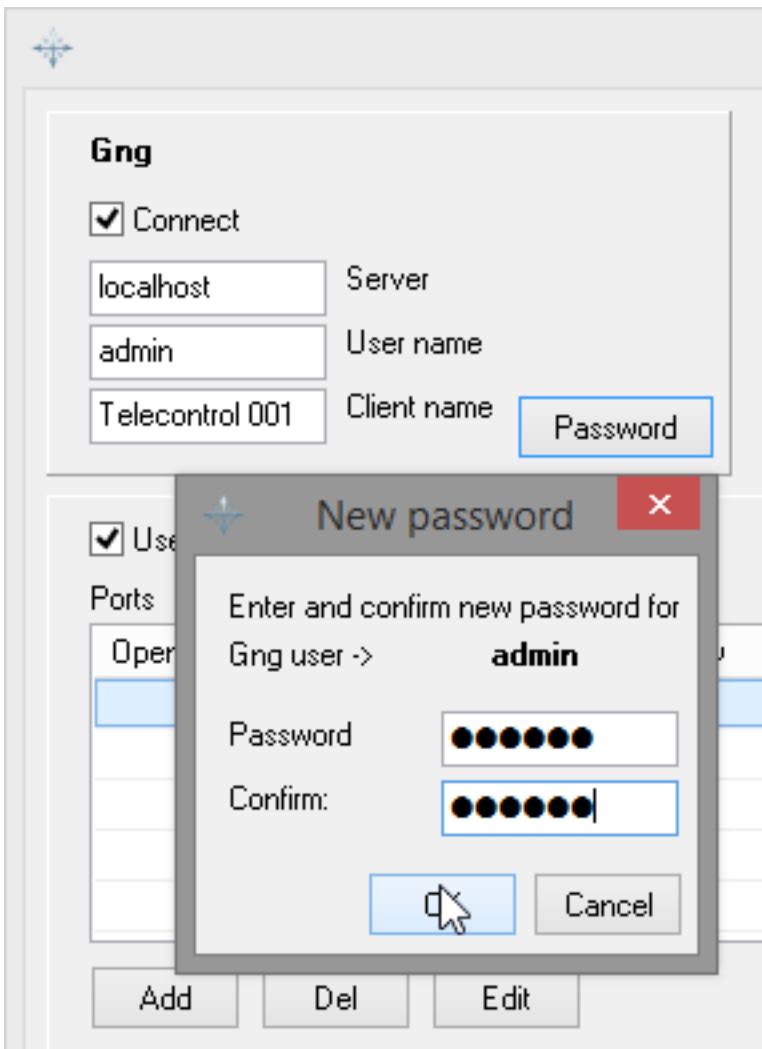 Gng
Connect
localhost Server
admin User name
Telecontrol 001 Client name
Password
New password
Enter and confirm new password for
Gng user -> admin
Password ●●●●●●
Confirm: ●●●●●●
Cancel
Ports
Add Del Edit